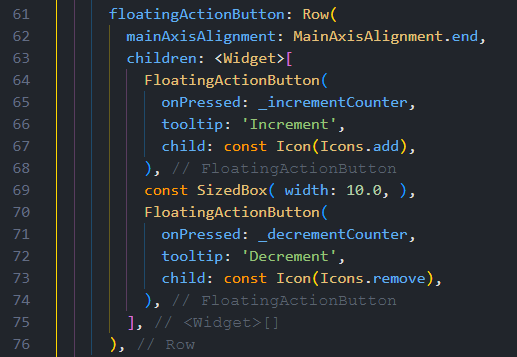 61 floatingActionButton: Row(
62 mainAxisAlignment: MainAxisAlignment.end,
63 children: <Widget>[
64 FloatingActionButton(
65 onPressed: _incrementCounter,
66 tooltip: 'Increment',
67 child: const Icon(Icons.add),
68 ), // FloatingActionButton
69 const SizedBox( width: 10.0, ),
70 FloatingActionButton(
71 onPressed: _decrementCounter,
72 tooltip: 'Decrement',
73 child: const Icon(Icons.remove),
74 ), // FloatingActionButton
75 ], // <Widget>[]
76 ), // Row